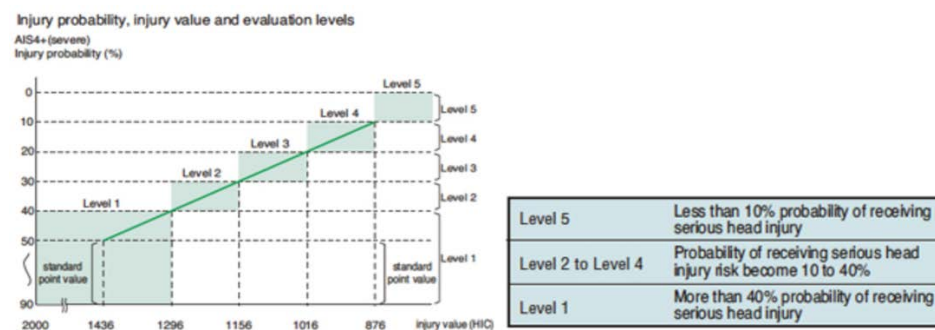 Injury probability, injury value and evaluation levels
AIS4+(severe)
Injury probability (%)
Level 5
0
Level 5
Level 4
10
Level 4
Level 3
20
Level 3
Level 2
30
Level 2
Level 1
40
50
Level 1
standard
point value
standard
point value
90
2000 1436 1296 1156 1016 876 injury value (HIC)
Level 5
Less than 10% probability of receiving
serious head injury
Level 2 to Level 4
Probability of receiving serious head
injury risk become 10 to 40%
Level 1
More than 40% probability of receiving
serious head injury